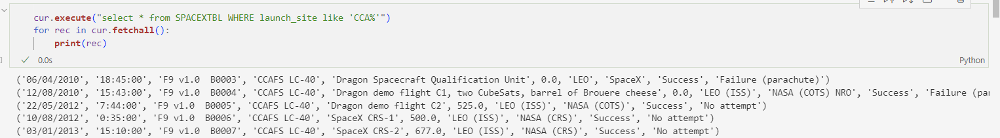 cur.execute("select * from SPACEXTBL WHERE launch_site like 'CCA%'")
for rec in cur.fetchall():
    print(rec)
0.0s
Python
('06/04/2010', '18:45:00', 'F9 v1.0  B0003', 'CCAFS LC-40', 'Dragon Spacecraft Qualification Unit', 0.0, 'LEO', 'SpaceX', 'Success', 'Failure (parachute)')
('12/08/2010', '15:43:00', 'F9 v1.0  B0004', 'CCAFS LC-40', 'Dragon demo flight C1, two CubeSats, barrel of Brouere cheese', 0.0, 'LEO (ISS)', 'NASA (COTS) NRO', 'Success', 'Failure (par
('22/05/2012', '7:44:00', 'F9 v1.0  B0005', 'CCAFS LC-40', 'Dragon demo flight C2', 525.0, 'LEO (ISS)', 'NASA (COTS)', 'Success', 'No attempt')
('10/08/2012', '0:35:00', 'F9 v1.0  B0006', 'CCAFS LC-40', 'SpaceX CRS-1', 500.0, 'LEO (ISS)', 'NASA (CRS)', 'Success', 'No attempt')
('03/01/2013', '15:10:00', 'F9 v1.0  B0007', 'CCAFS LC-40', 'SpaceX CRS-2', 677.0, 'LEO (ISS)', 'NASA (CRS)', 'Success', 'No attempt')